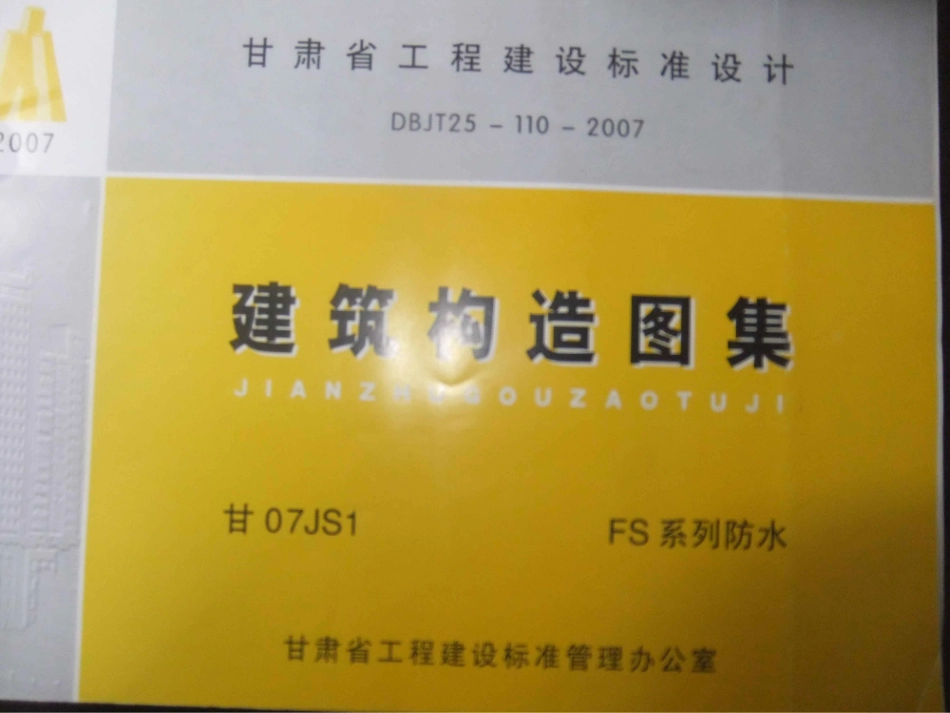 甘肃省工程建设标准设计
DBJT25 - 110 - 2007
2007
建筑构造图集
JIANZHUGOUZAOTUJI
甘 07JS1
FS 系列防水
甘肃省工程建设标准管理办公室